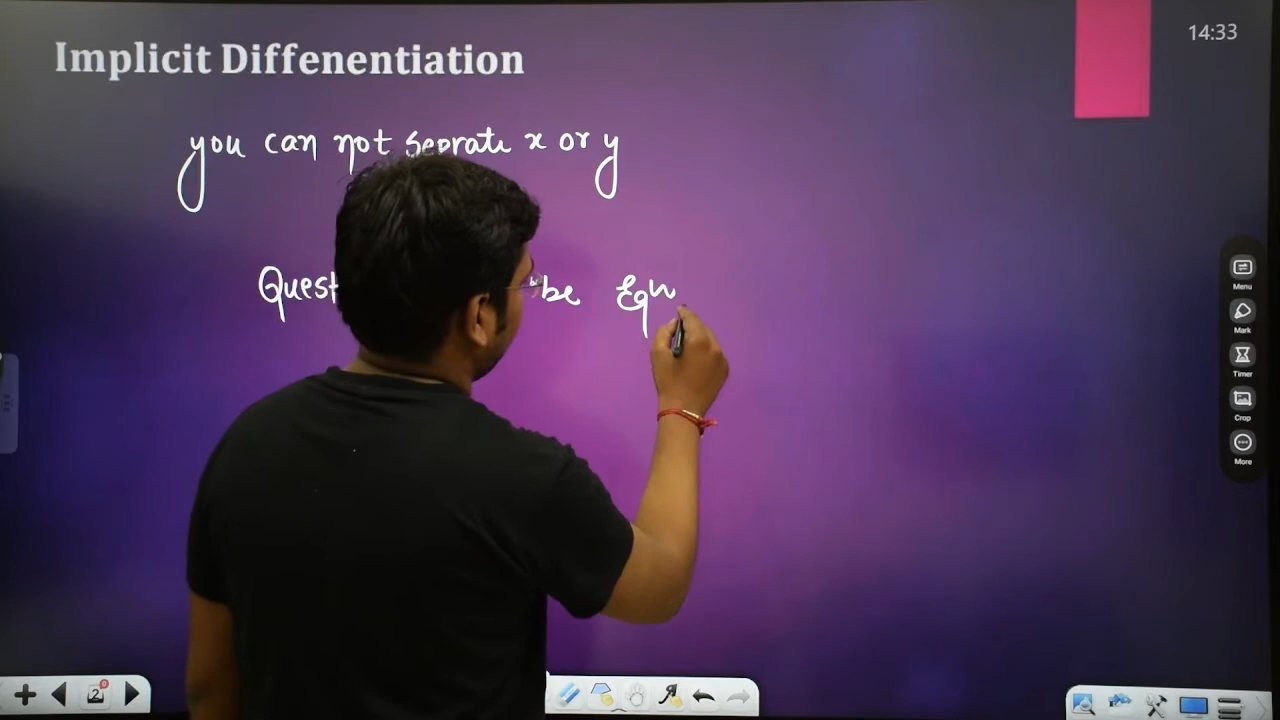 Implicit Diffenentiation
14:33
you can not seprate x or y
Quest be Eqn
Menu
Mark
Timer
Crop
More
2